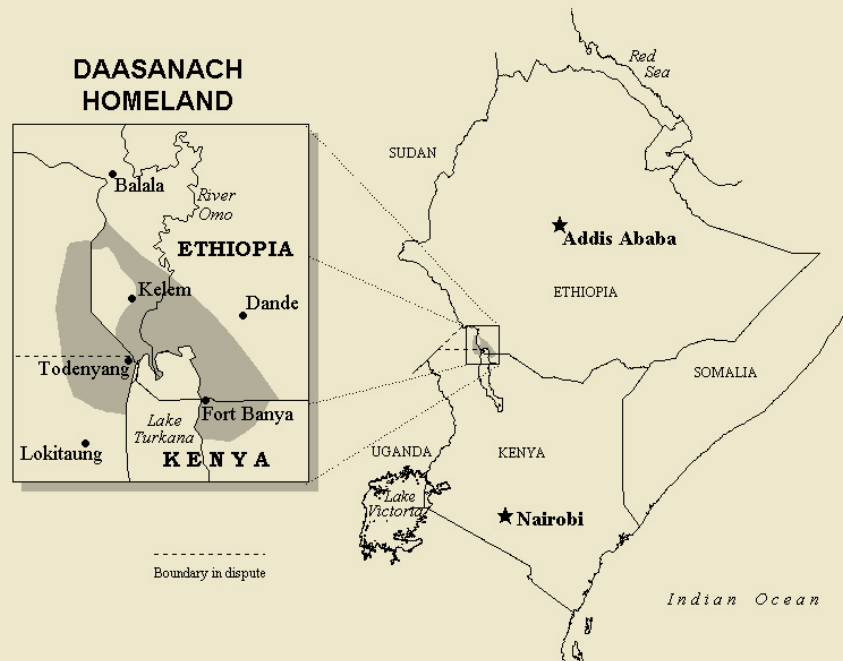 DAASANACH
HOMELAND
Balala
River
Omo
ETHIOPIA
Kelem
Dande
Todenyang
Fort Banya
Lake
Turkana
Lokitaung
KENYA
Boundary in dispute
Red
Sea
SUDAN
Addis Ababa
ETHIOPIA
SOMALIA
UGANDA
KENYA
Lake
Victoria
Nairobi
Indian Ocean